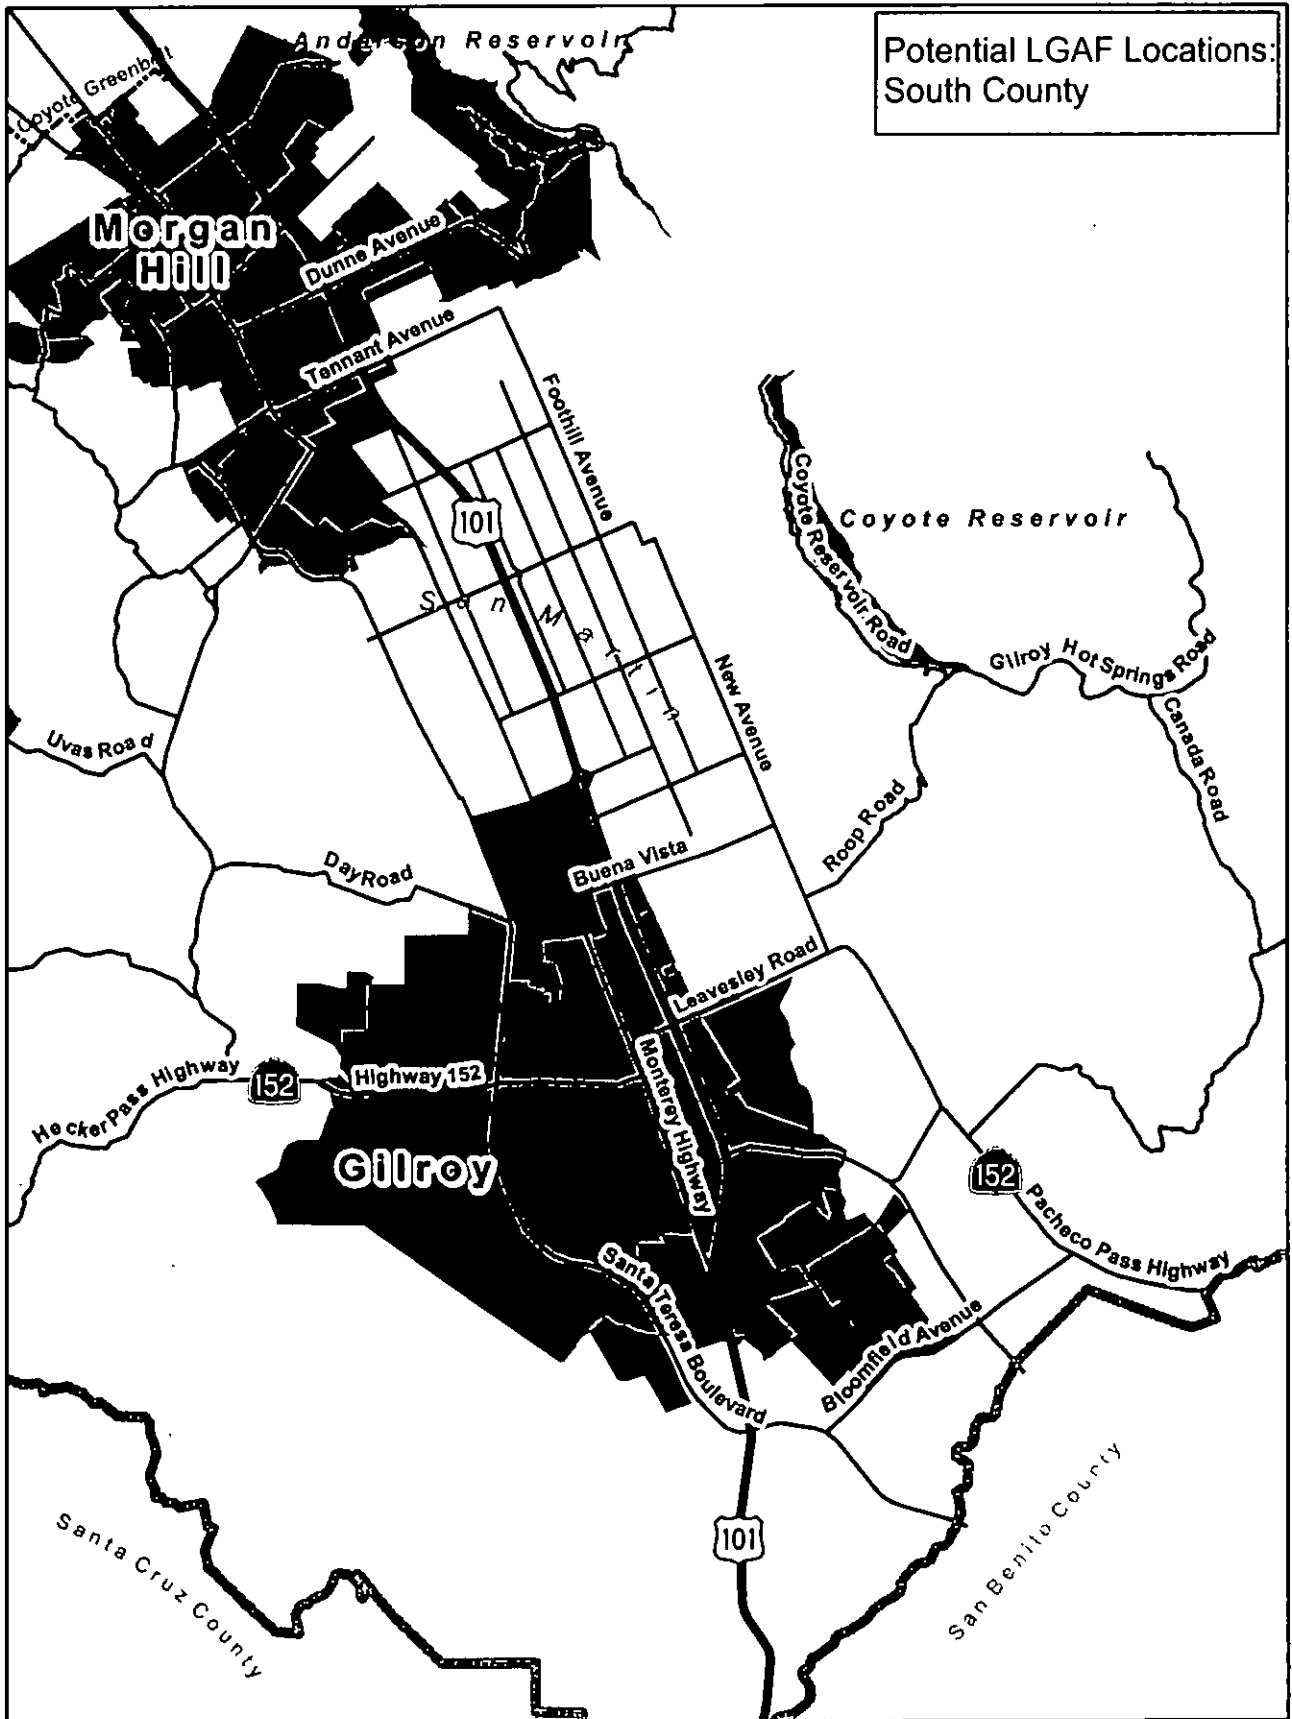 Potential LGAF Locations:
South County
Anderson Reservoir
Coyote Greenbelt
Morgan
Hill
Dunne Avenue
Tennant Avenue
Foothill Avenue
101
Coyote Reservoir
Coyote Reservoir Road
San Martin
Gilroy Hot Springs Road
New Avenue
Canada Road
Uvas Road
Roop Road
Buena Vista
Day Road
Leavesley Road
Monterey Highway
Hecker Pass Highway
152
Highway 152
Gilroy
152
Pacheco Pass Highway
Santa Teresa Boulevard
Bloomfield Avenue
101
Santa Cruz County
San Benito County